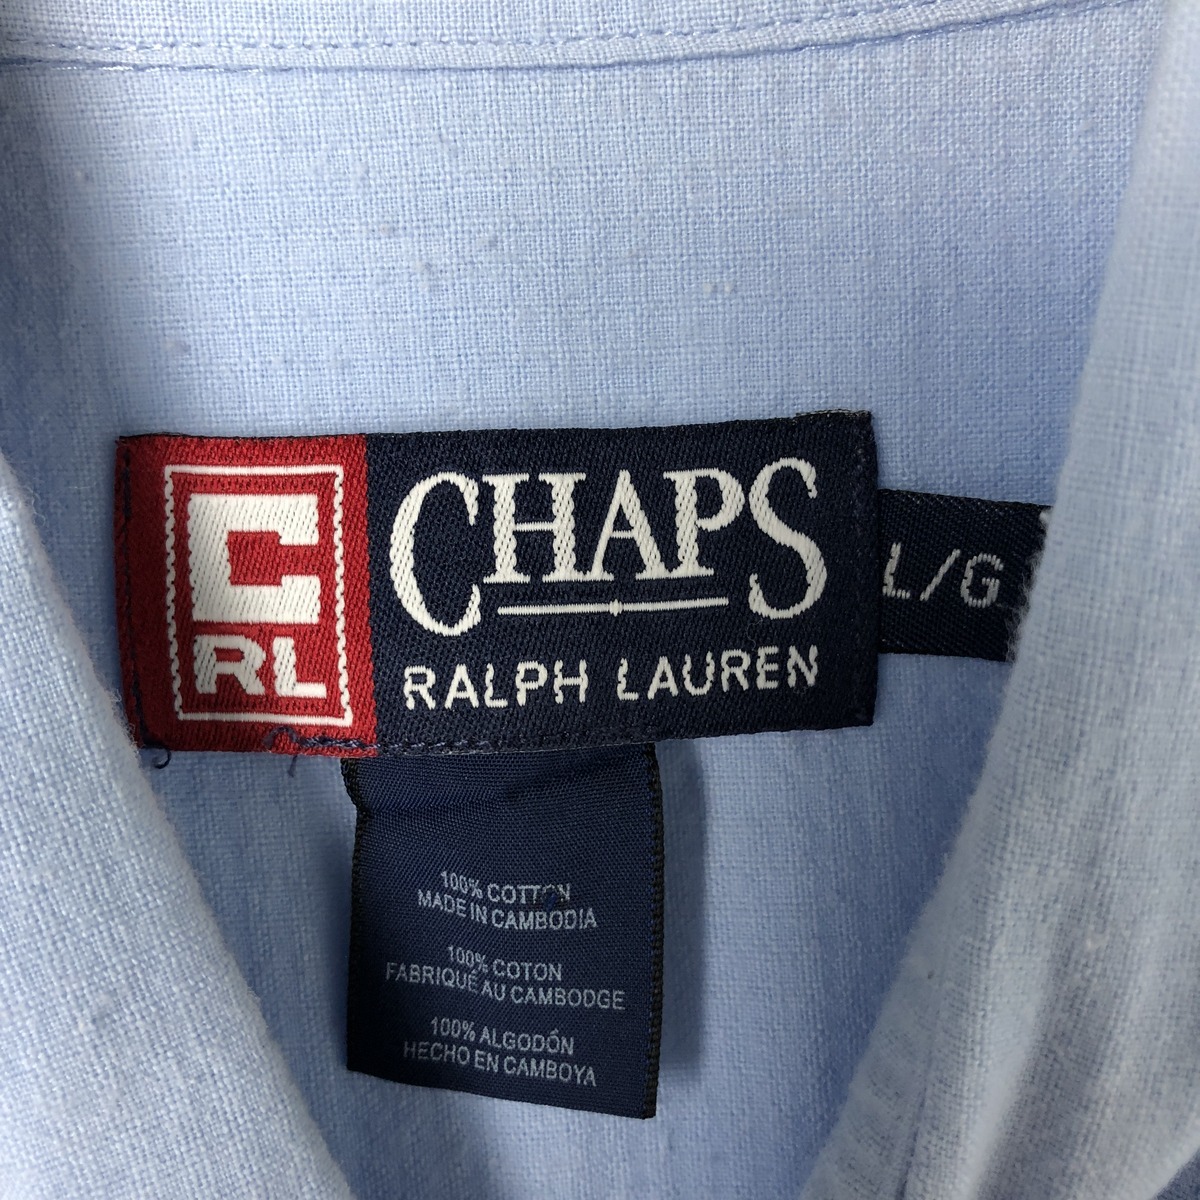 C
RL
CHAPS
RALPH LAUREN
L/G
100% COTTON
MADE IN CAMBODIA
100% COTON
FABRIQUÉ AU CAMBODGE
100% ALGODÓN
HECHO EN CAMBOYA